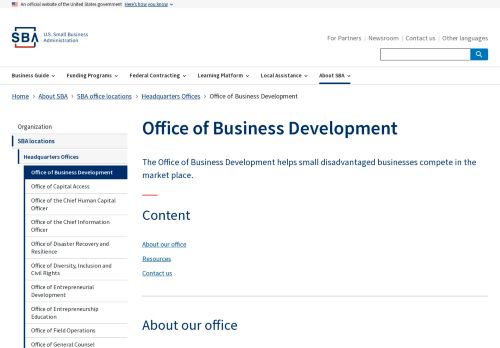 An official website of the United States government Here's how you know
SBA U.S. Small Business
Administration
For Partners Newsroom Contact us Other languages
Business Guide Funding Programs Federal Contracting Learning Platform Local Assistance About SBA
Home About SBA SBA office locations Headquarters Offices Office of Business Development
Organization
SBA locations
Headquarters Offices
Office of Business Development
Office of Capital Access
Office of the Chief Human Capital
Officer
Office of the Chief Information
Officer
Office of Disaster Recovery and
Resilience
Office of Diversity, Inclusion and
Civil Rights
Office of Entrepreneurial
Development
Office of Entrepreneurship
Education
Office of Field Operations
Office of General Counsel
Office of Business Development
The Office of Business Development helps small disadvantaged businesses compete in the
market place.
Content
About our office
Resources
Contact us
About our office